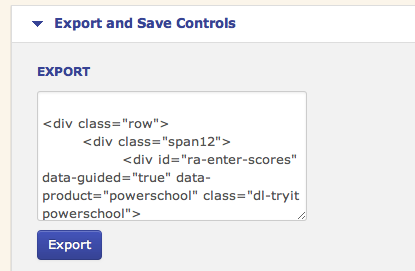 Export and Save Controls
EXPORT
<div class="row">
<div class="span12">
<div id="ra-enter-scores"
data-guided="true" data-
product="powerschool" class="dl-tryit
powerschool">
Export